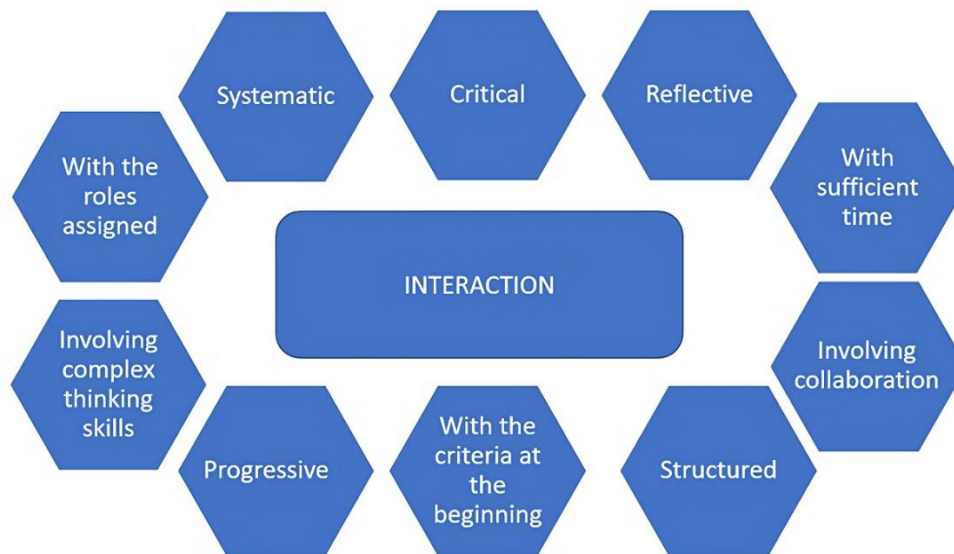 Systematic
Critical
Reflective
With the
roles
assigned
With
sufficient
time
INTERACTION
Involving
complex
thinking
skills
Involving
collaboration
Progressive
With the
criteria at
the
beginning
Structured